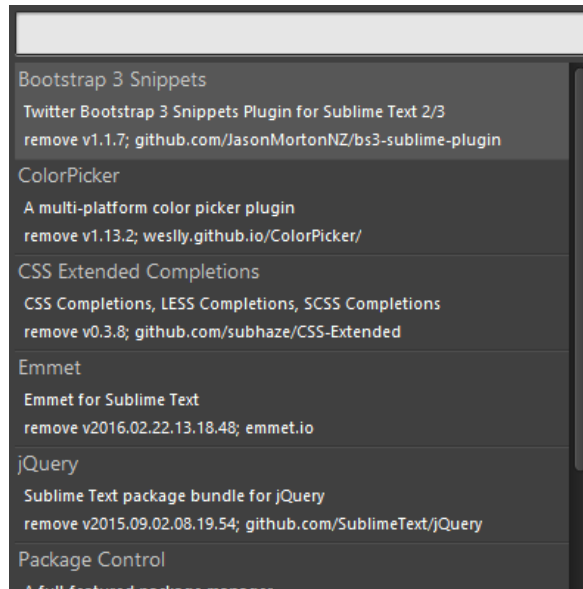 Bootstrap 3 Snippets
Twitter Bootstrap 3 Snippets Plugin for Sublime Text 2/3
remove v1.1.7; github.com/JasonMortonNZ/bs3-sublime-plugin
ColorPicker
A multi-platform color picker plugin
remove v1.13.2; weslly.github.io/ColorPicker/
CSS Extended Completions
CSS Completions, LESS Completions, SCSS Completions
remove v0.3.8; github.com/subhaze/CSS-Extended
Emmet
Emmet for Sublime Text
remove v2016.02.22.13.18.48; emmet.io
jQuery
Sublime Text package bundle for jQuery
remove v2015.09.02.08.19.54; github.com/SublimeText/jQuery
Package Control
A full-featured package manager